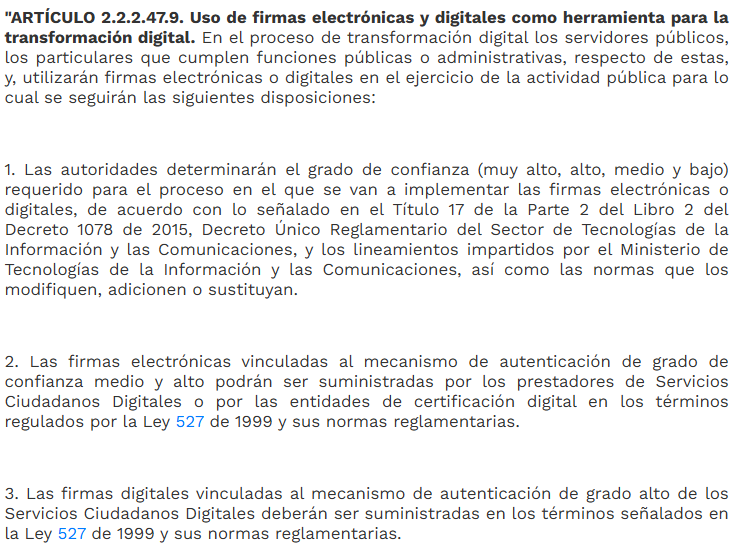 "ARTÍCULO 2.2.2.47.9. Uso de firmas electrónicas y digitales como herramienta para la
transformación digital. En el proceso de transformación digital los servidores públicos,
los particulares que cumplen funciones públicas o administrativas, respecto de estas,
y, utilizarán firmas electrónicas o digitales en el ejercicio de la actividad pública para lo
cual se seguirán las siguientes disposiciones:
1. Las autoridades determinarán el grado de confianza (muy alto, alto, medio y bajo)
requerido para el proceso en el que se van a implementar las firmas electrónicas o
digitales, de acuerdo con lo señalado en el Título 17 de la Parte 2 del Libro 2 del
Decreto 1078 de 2015, Decreto Único Reglamentario del Sector de Tecnologías de la
Información y las Comunicaciones, y los lineamientos impartidos por el Ministerio de
Tecnologías de la Información y las Comunicaciones, así como las normas que los
modifiquen, adicionen o sustituyan.
2. Las firmas electrónicas vinculadas al mecanismo de autenticación de grado de
confianza medio y alto podrán ser suministradas por los prestadores de Servicios
Ciudadanos Digitales o por las entidades de certificación digital en los términos
regulados por la Ley 527 de 1999 y sus normas reglamentarias.
3. Las firmas digitales vinculadas al mecanismo de autenticación de grado alto de los
Servicios Ciudadanos Digitales deberán ser suministradas en los términos señalados en
la Ley 527 de 1999 y sus normas reglamentarias.